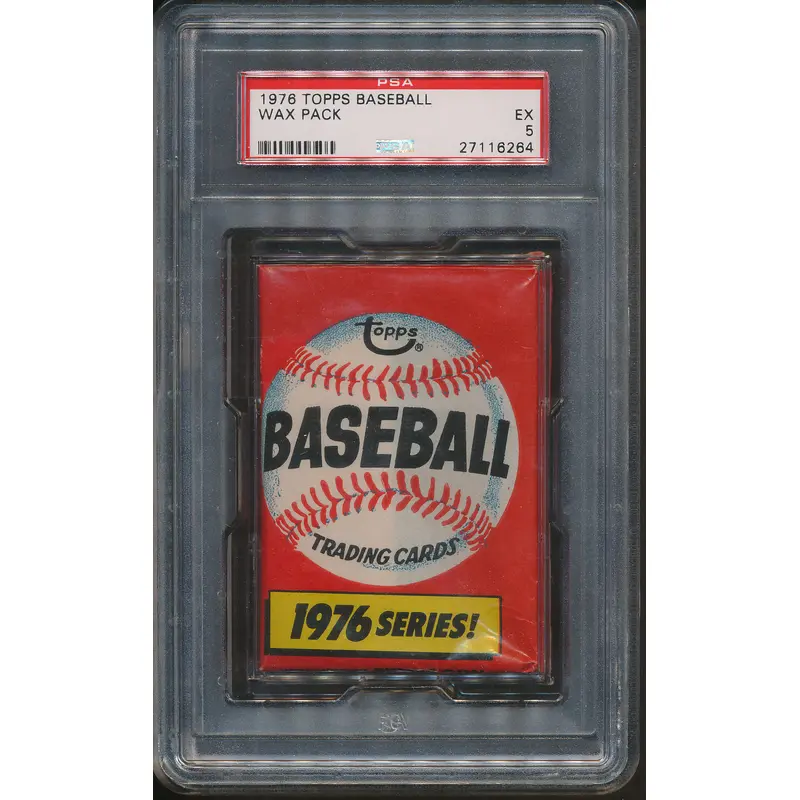 PSA
1976 TOPPS BASEBALL
WAX PACK
EX
5
27116264
topps
®
BASEBALL
TRADING CARDS
1976 SERIES!